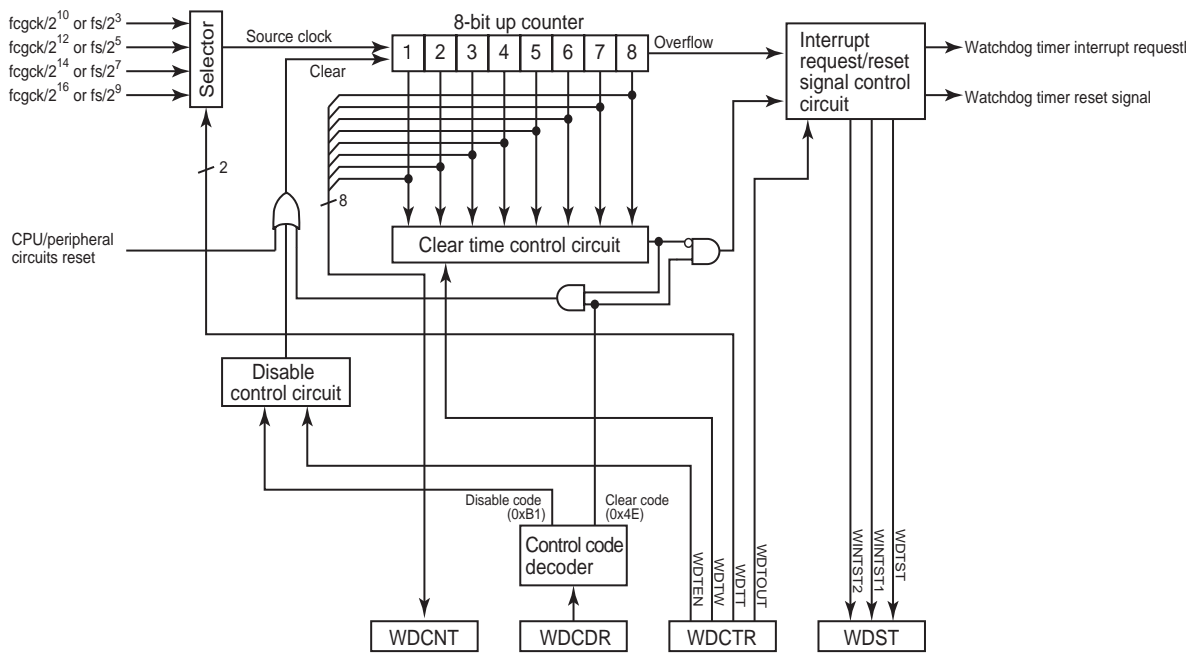 8-bit up counter
fcgck/2^10 or fs/2^3
fcgck/2^12 or fs/2^5
fcgck/2^14 or fs/2^7
fcgck/2^16 or fs/2^9
Selector
Source clock
Clear
1 2 3 4 5 6 7 8
Overflow
Interrupt
request/reset
signal control
circuit
Watchdog timer interrupt requestl
Watchdog timer reset signal
2
8
CPU/peripheral
circuits reset
Clear time control circuit
Disable
control circuit
Disable code
(0xB1)
Clear code
(0x4E)
Control code
decoder
WDTEN
WDTW
WDTT
WDTOUT
WINTST2
WINTST1
WDTST
WDCNT
WDCDR
WDCTR
WDST